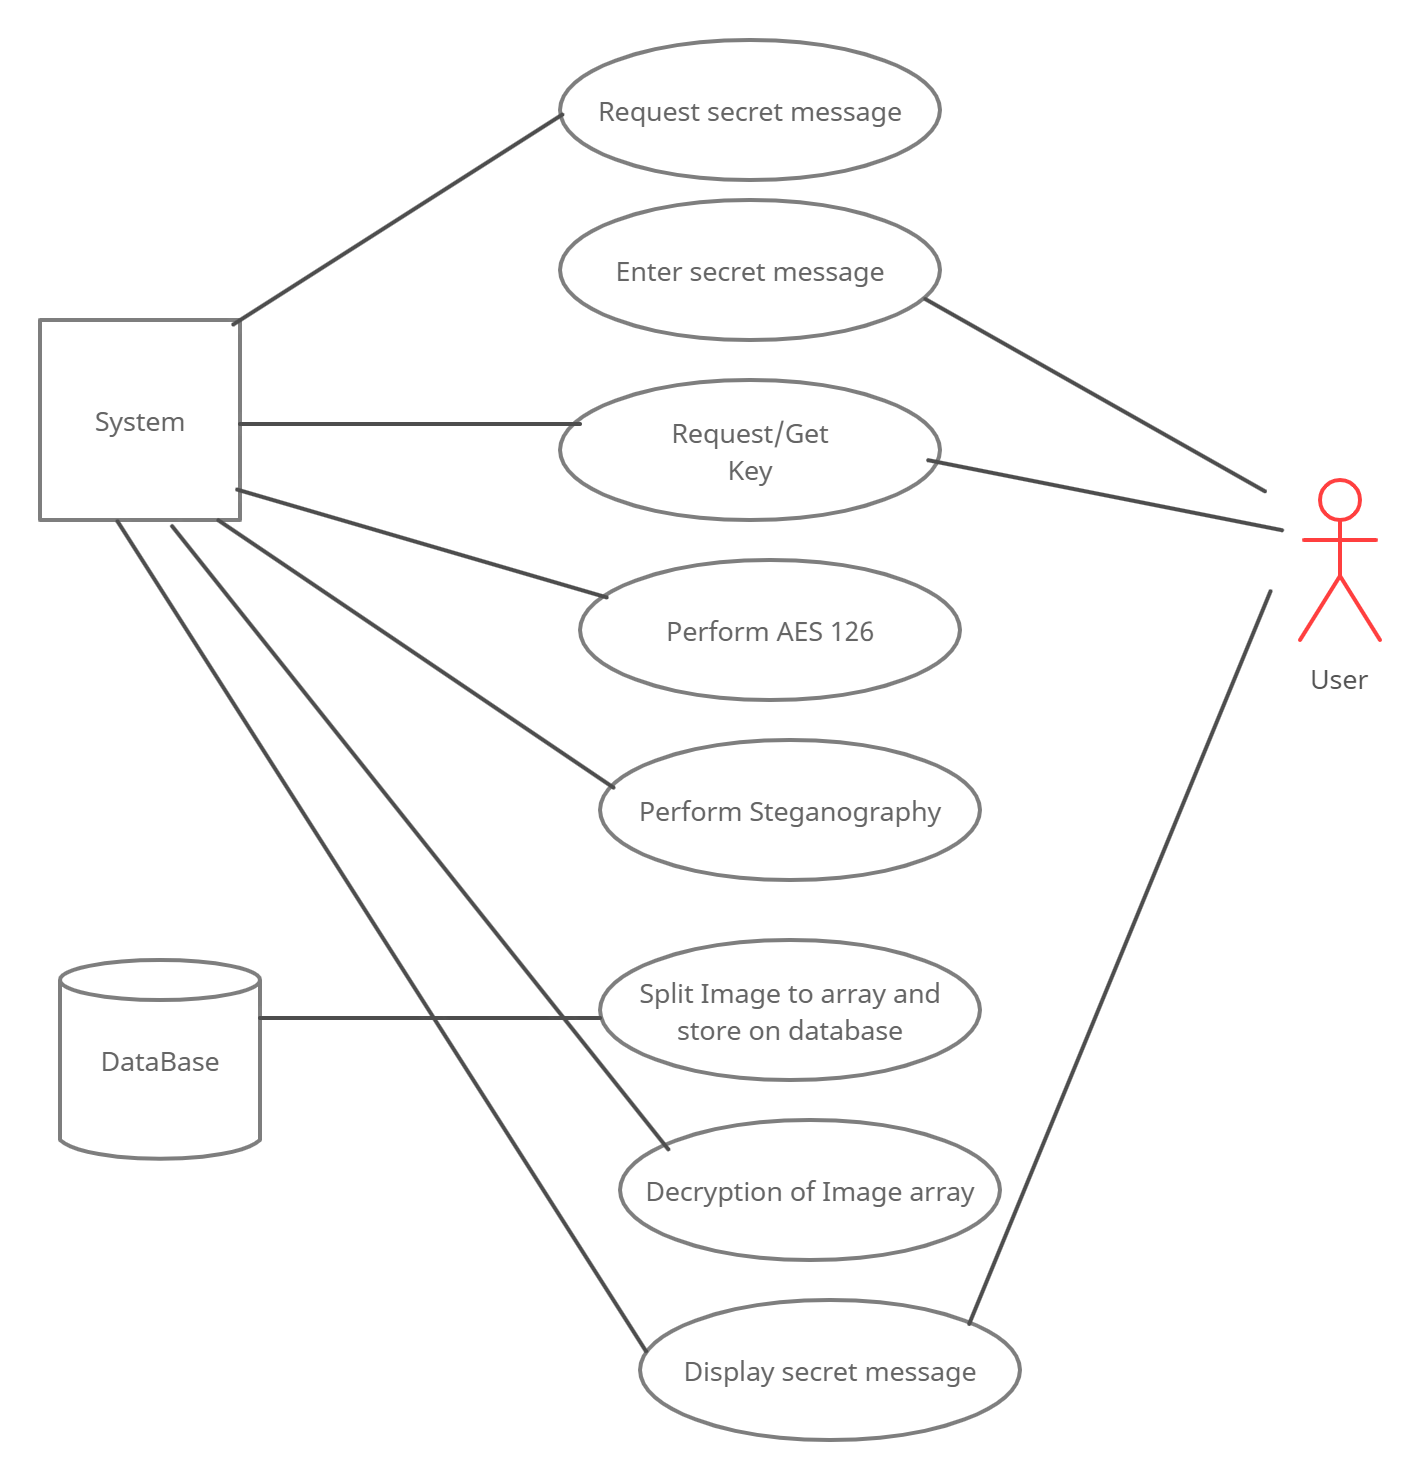 Request secret message
Enter secret message
System
Request/Get
Key
Perform AES 126
User
Perform Steganography
Split Image to array and
store on database
DataBase
Decryption of Image array
Display secret message